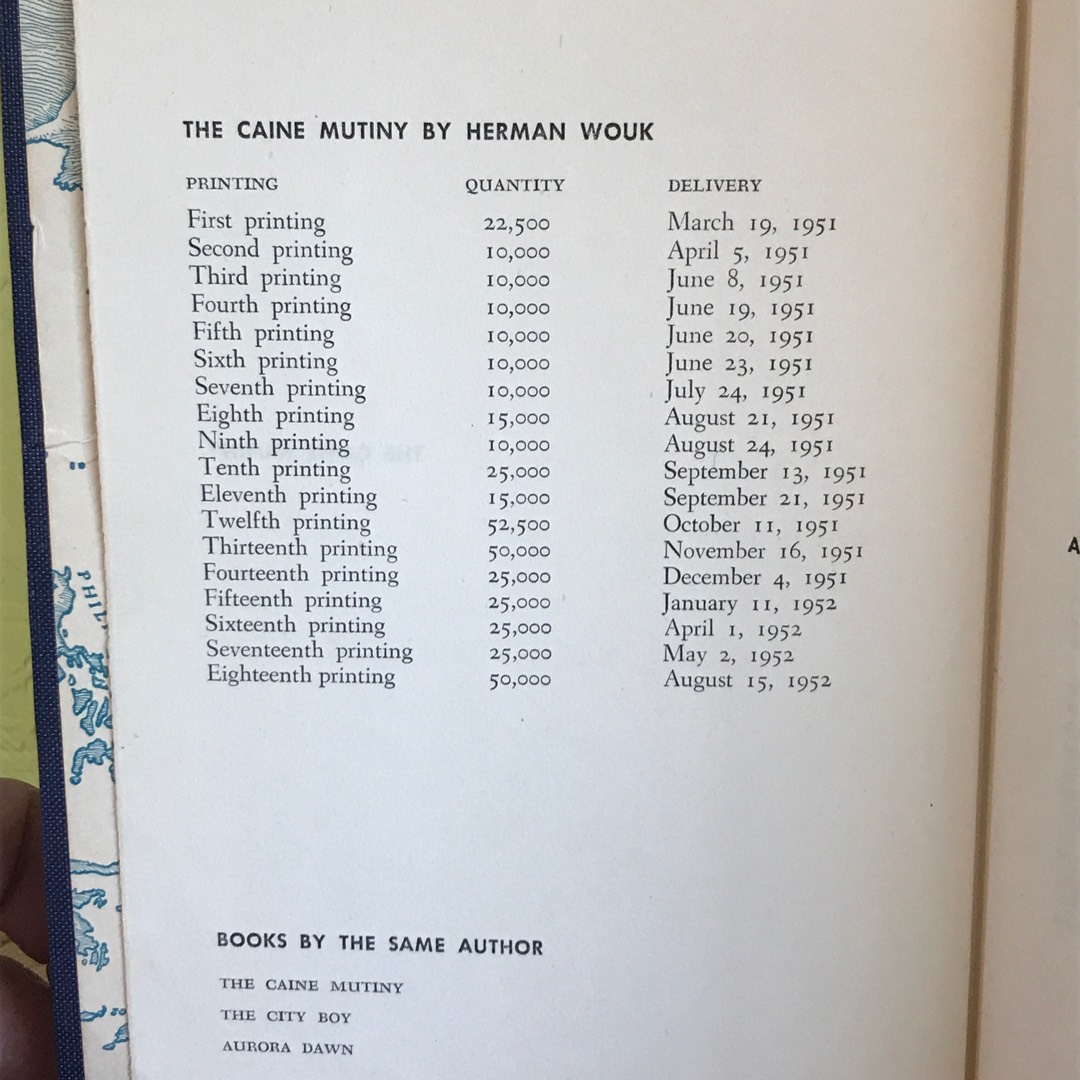 THE CAINE MUTINY BY HERMAN WOUK
PRINTING QUANTITY DELIVERY
First printing 22,500 March 19, 1951
Second printing 10,000 April 5, 1951
Third printing 10,000 June 8, 1951
Fourth printing 10,000 June 19, 1951
Fifth printing 10,000 June 20, 1951
Sixth printing 10,000 June 23, 1951
Seventh printing 10,000 July 24, 1951
Eighth printing 15,000 August 21, 1951
Ninth printing 10,000 August 24, 1951
Tenth printing 25,000 September 13, 1951
Eleventh printing 15,000 September 21, 1951
Twelfth printing 52,500 October 11, 1951
Thirteenth printing 50,000 November 16, 1951
Fourteenth printing 25,000 December 4, 1951
Fifteenth printing 25,000 January 11, 1952
Sixteenth printing 25,000 April 1, 1952
Seventeenth printing 25,000 May 2, 1952
Eighteenth printing 50,000 August 15, 1952
BOOKS BY THE SAME AUTHOR
THE CAINE MUTINY
THE CITY BOY
AURORA DAWN
PHIL
A